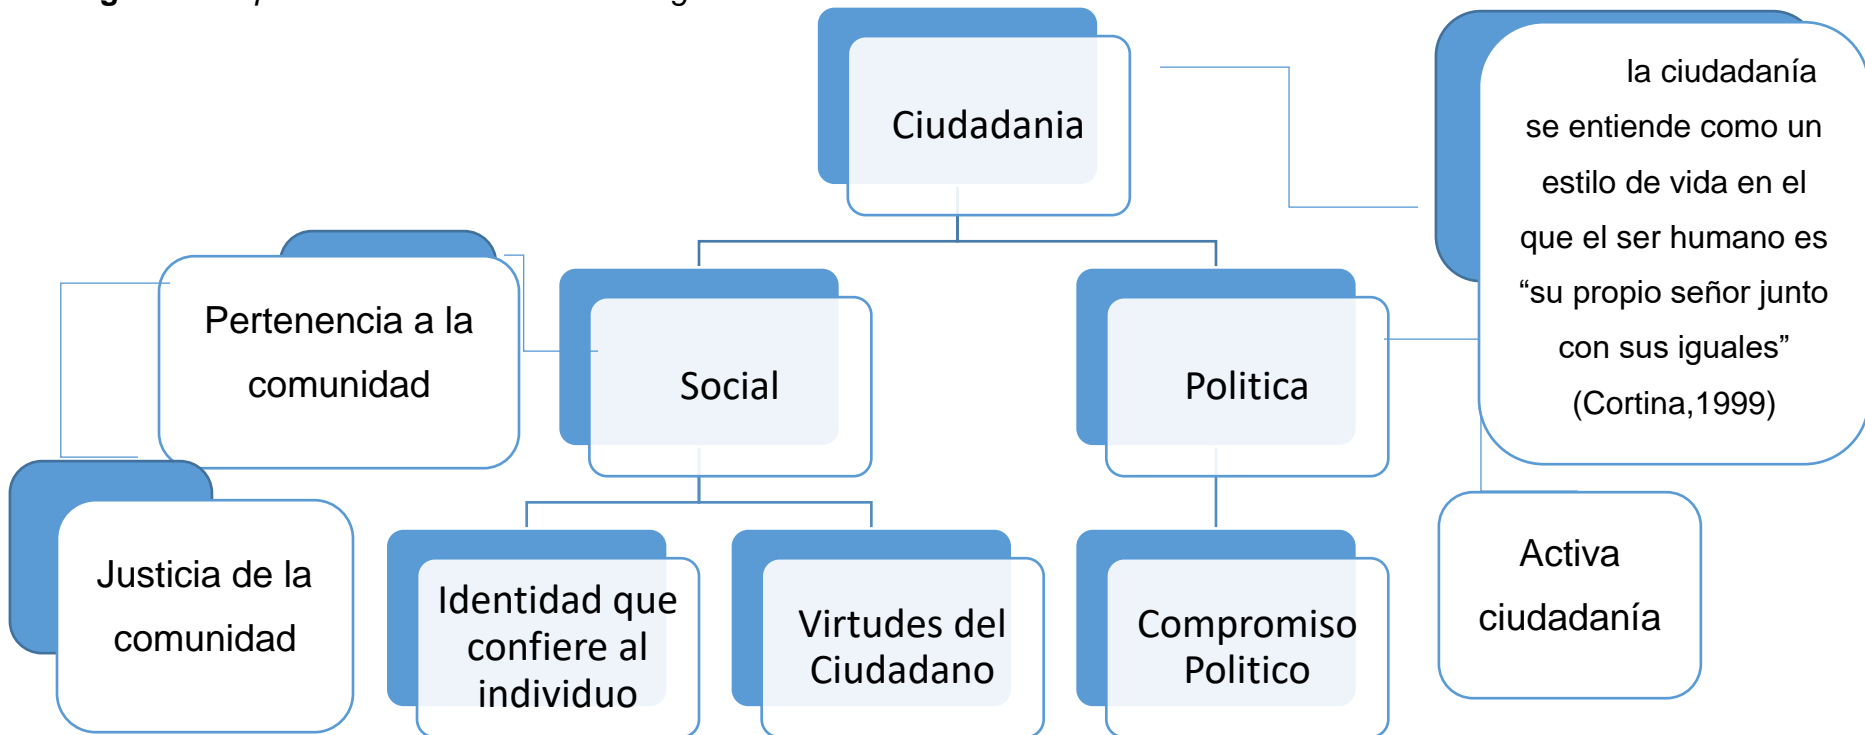 Ciudadania
la ciudadanía
se entiende como un
estilo de vida en el
que el ser humano es
“su propio señor junto
con sus iguales”
(Cortina,1999)
Pertenencia a la
comunidad
Social
Politica
Justicia de la
comunidad
Identidad que
confiere al
individuo
Virtudes del
Ciudadano
Compromiso
Politico
Activa
ciudadanía